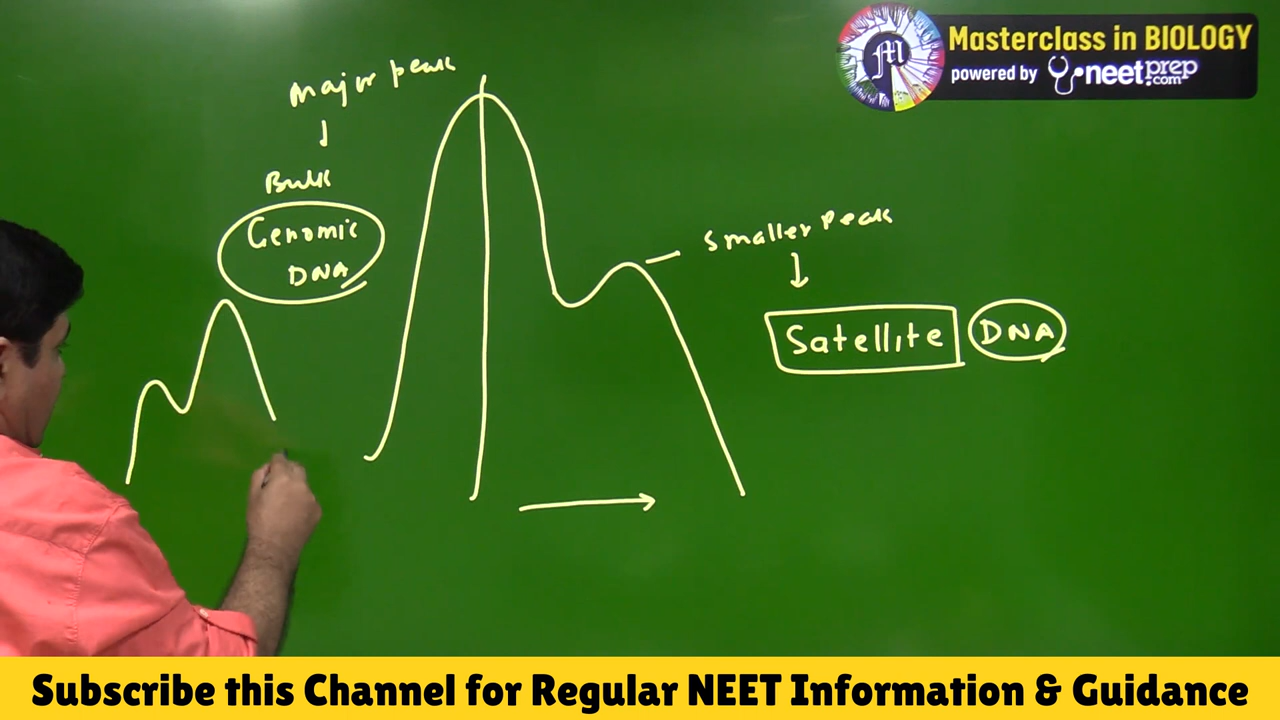 Masterclass in BIOLOGY
powered by neetprep.com
major peak
Bulk
Genomic
DNA
Smaller Peak
Satellite DNA
Subscribe this Channel for Regular NEET Information & Guidance